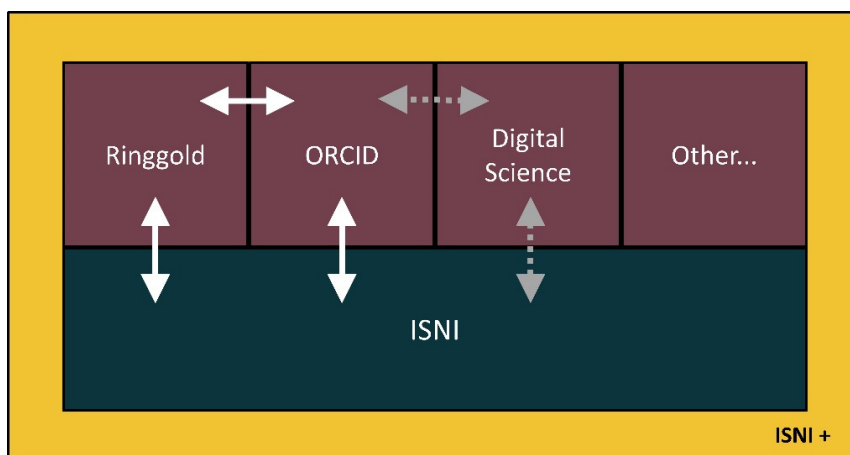 Ringgold
ORCID
Digital
Science
Other...
ISNI
ISNI +